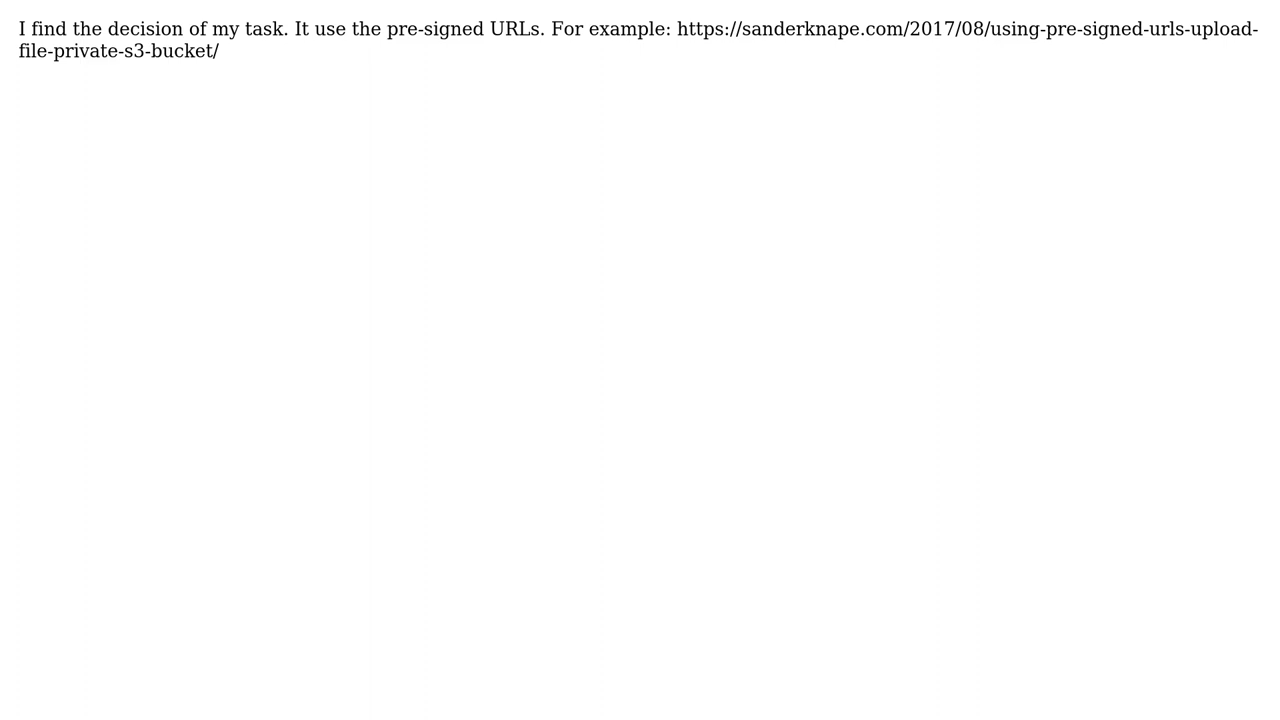 I find the decision of my task. It use the pre-signed URLs. For example: https://sanderknape.com/2017/08/using-pre-signed-urls-upload-
file-private-s3-bucket/